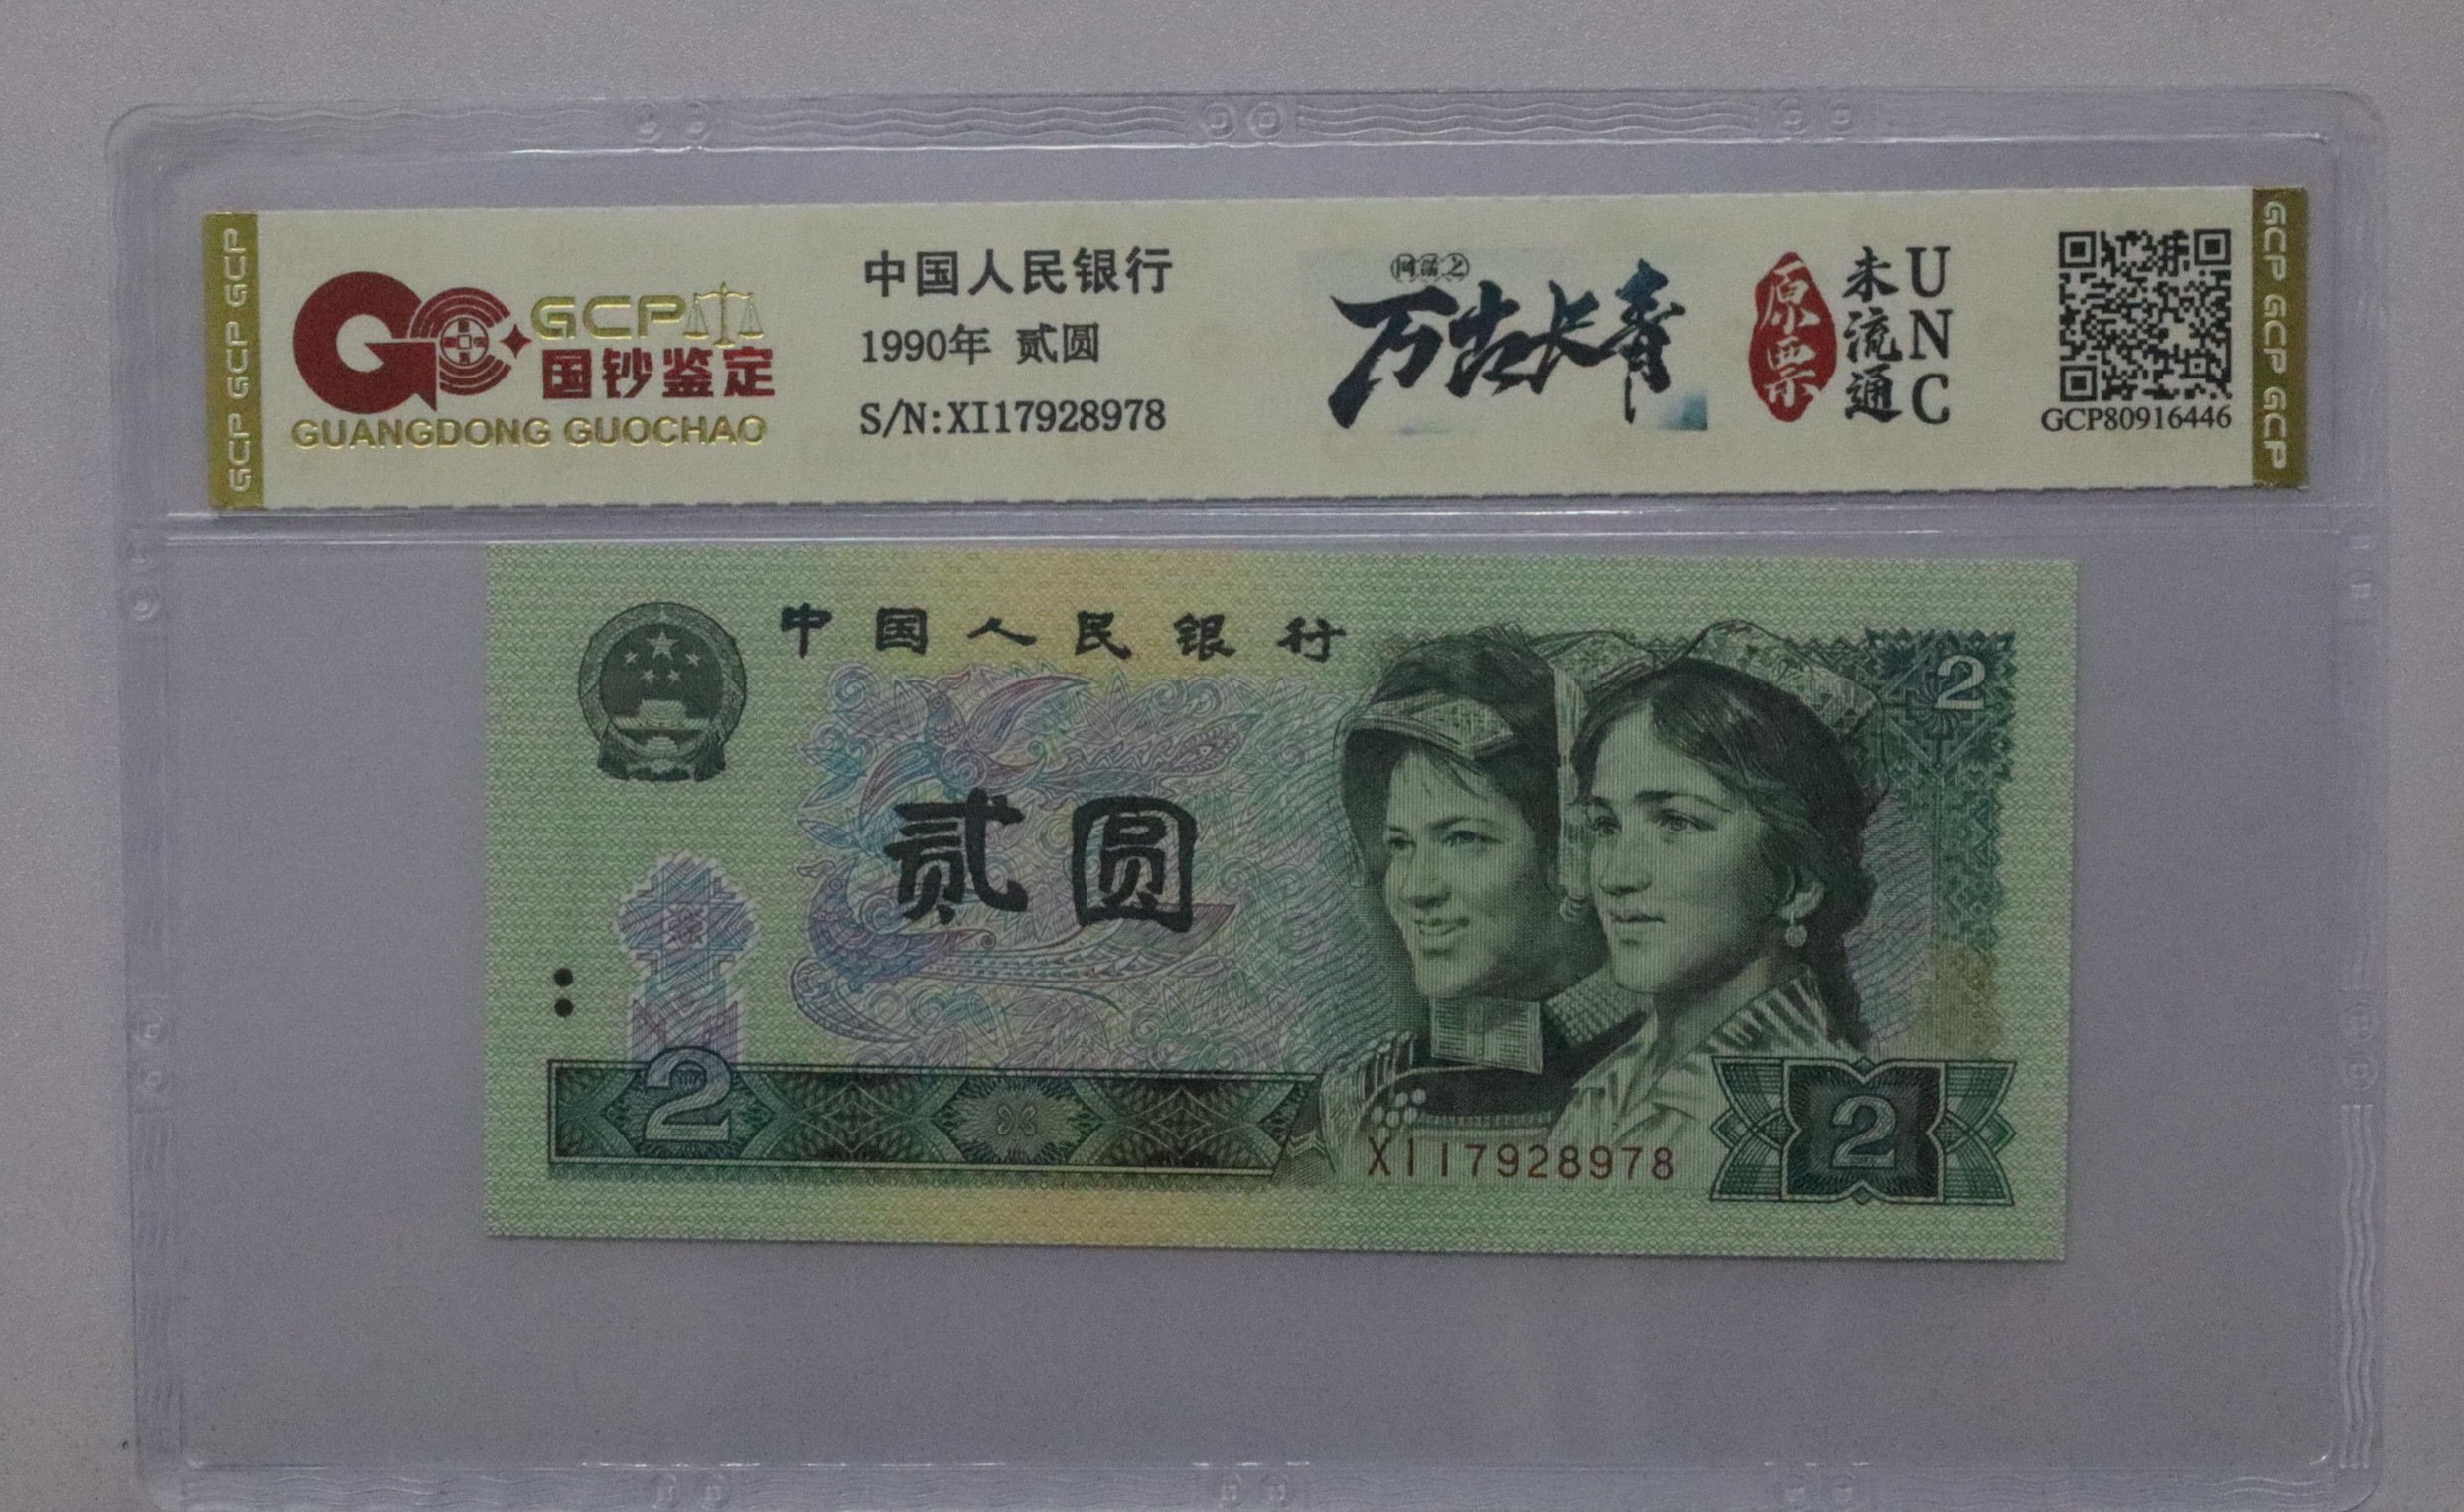 GCP GCP GCP
GCP
国钞鉴定
GUANGDONG GUOCHAO
中国人民银行
1990年 贰圆
S/N:XI17928978
万古长青
原票
未流通
UNC
GCP80916446
GCP GCP GCP
中国人民银行
2
贰圆
2
XI17928978
2